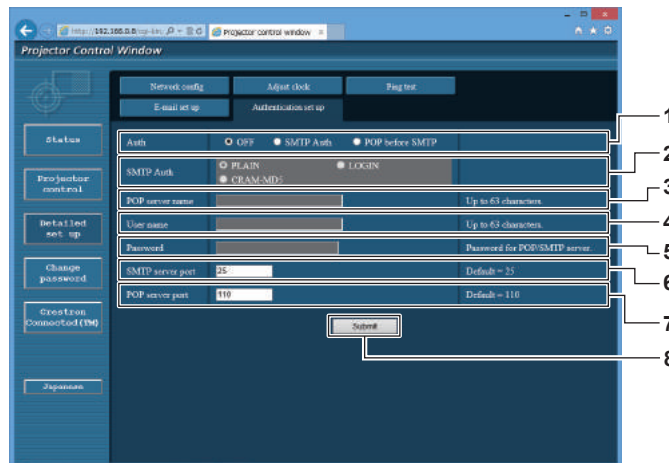 Projector control window
Projector Control Window
Network config
Adjust clock
Ping test
E-mail set up
Authentication set up
Status
Projector
control
Detailed
set up
Change
password
Crestron
Connected(TM)
Japanese
Auth
OFF
SMTP Auth
POP before SMTP
1
SMTP Auth
PLAIN
LOGIN
CRAM-MD5
2
POP server name
Up to 63 characters.
3
User name
Up to 63 characters.
4
Password
Password for POP/SMTP server.
5
SMTP server port
25
Default = 25
6
POP server port
110
Default = 110
7
Submit
8